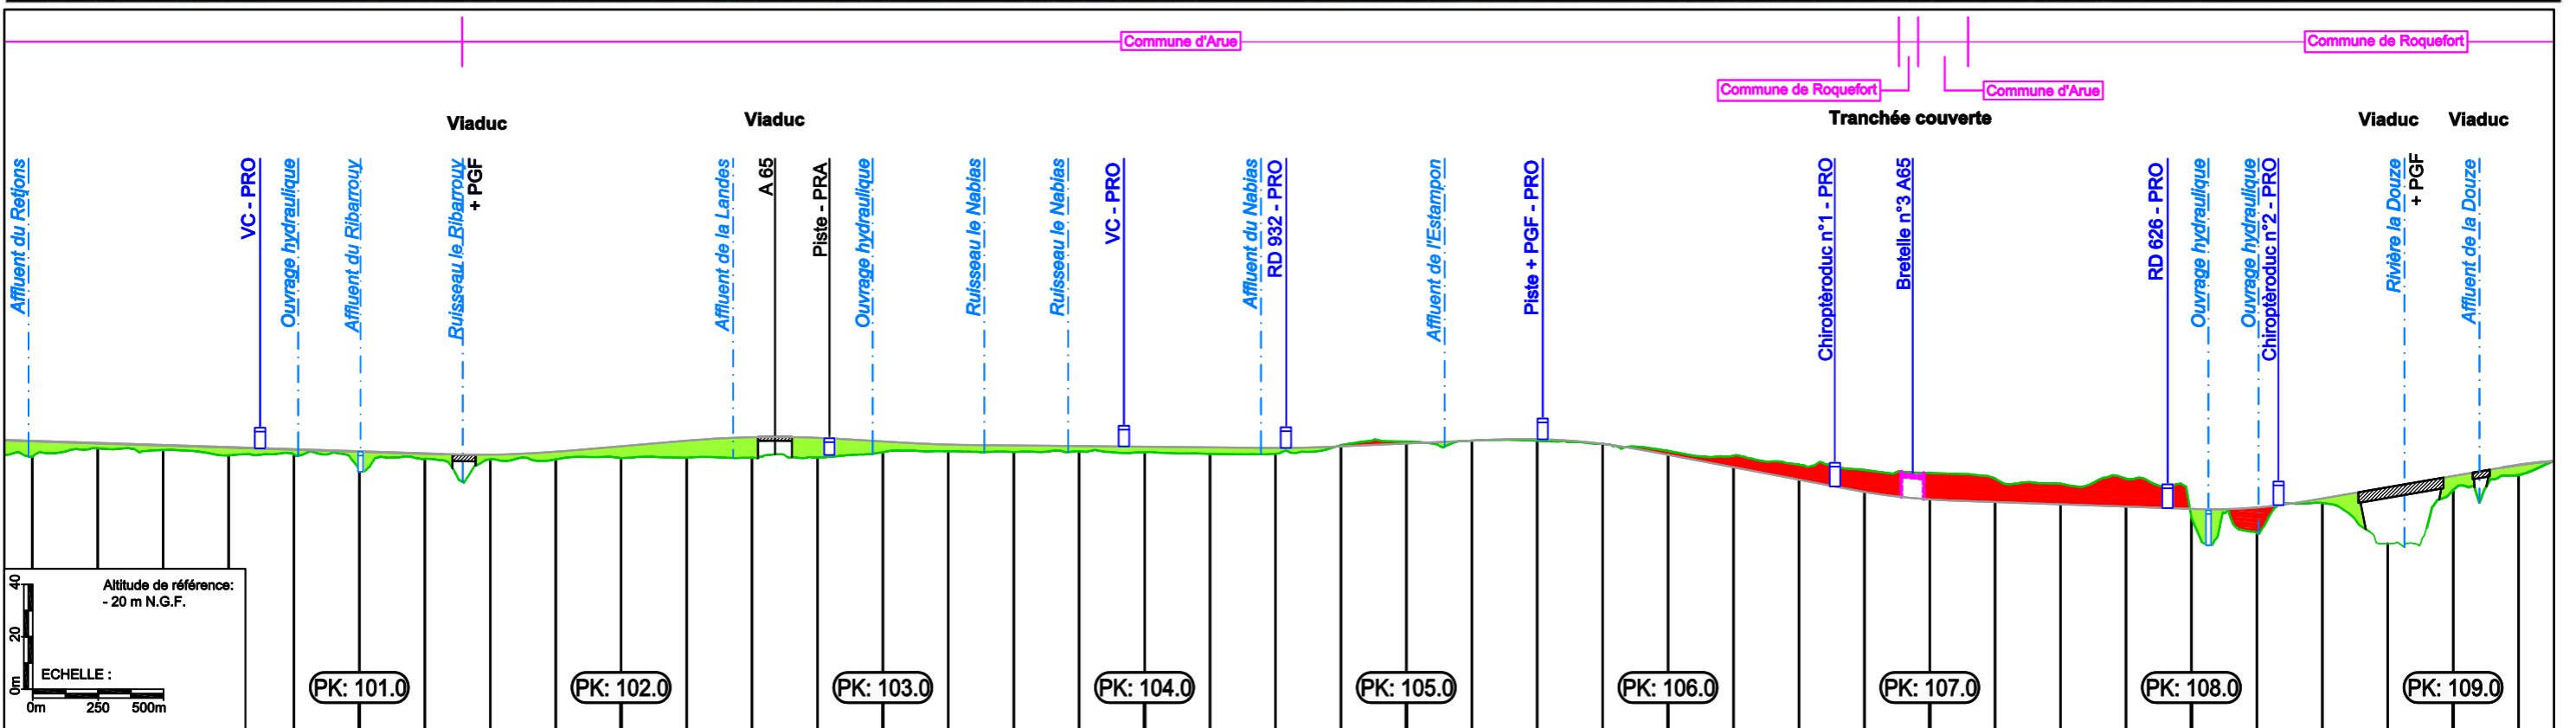 Commune d'Arue
Commune de Roquefort
Commune de Roquefort
Commune d'Arue
Viaduc
Viaduc
Tranchée couverte
Viaduc
Viaduc
Affluent du Retjons
VC - PRO
Ouvrage hydraulique
Affluent du Ribarrouy
Ruisseau le Ribarrouy
+ PGF
Affluent de la Landes
A 65
Piste - PRA
Ouvrage hydraulique
Ruisseau le Nabias
Ruisseau le Nabias
VC - PRO
Affluent du Nabias
RD 932 - PRO
Affluent de l'Estampon
Piste + PGF - PRO
Chiroptèroduc n°1 - PRO
Bretelle n°3 A65
RD 626 - PRO
Ouvrage hydraulique
Ouvrage hydraulique
Chiroptèroduc n°2 - PRO
Rivière la Douze
+ PGF
Affluent de la Douze
Altitude de référence:
- 20 m N.G.F.
40
20
0m
ECHELLE :
0m 250 500m
PK: 101.0
PK: 102.0
PK: 103.0
PK: 104.0
PK: 105.0
PK: 106.0
PK: 107.0
PK: 108.0
PK: 109.0